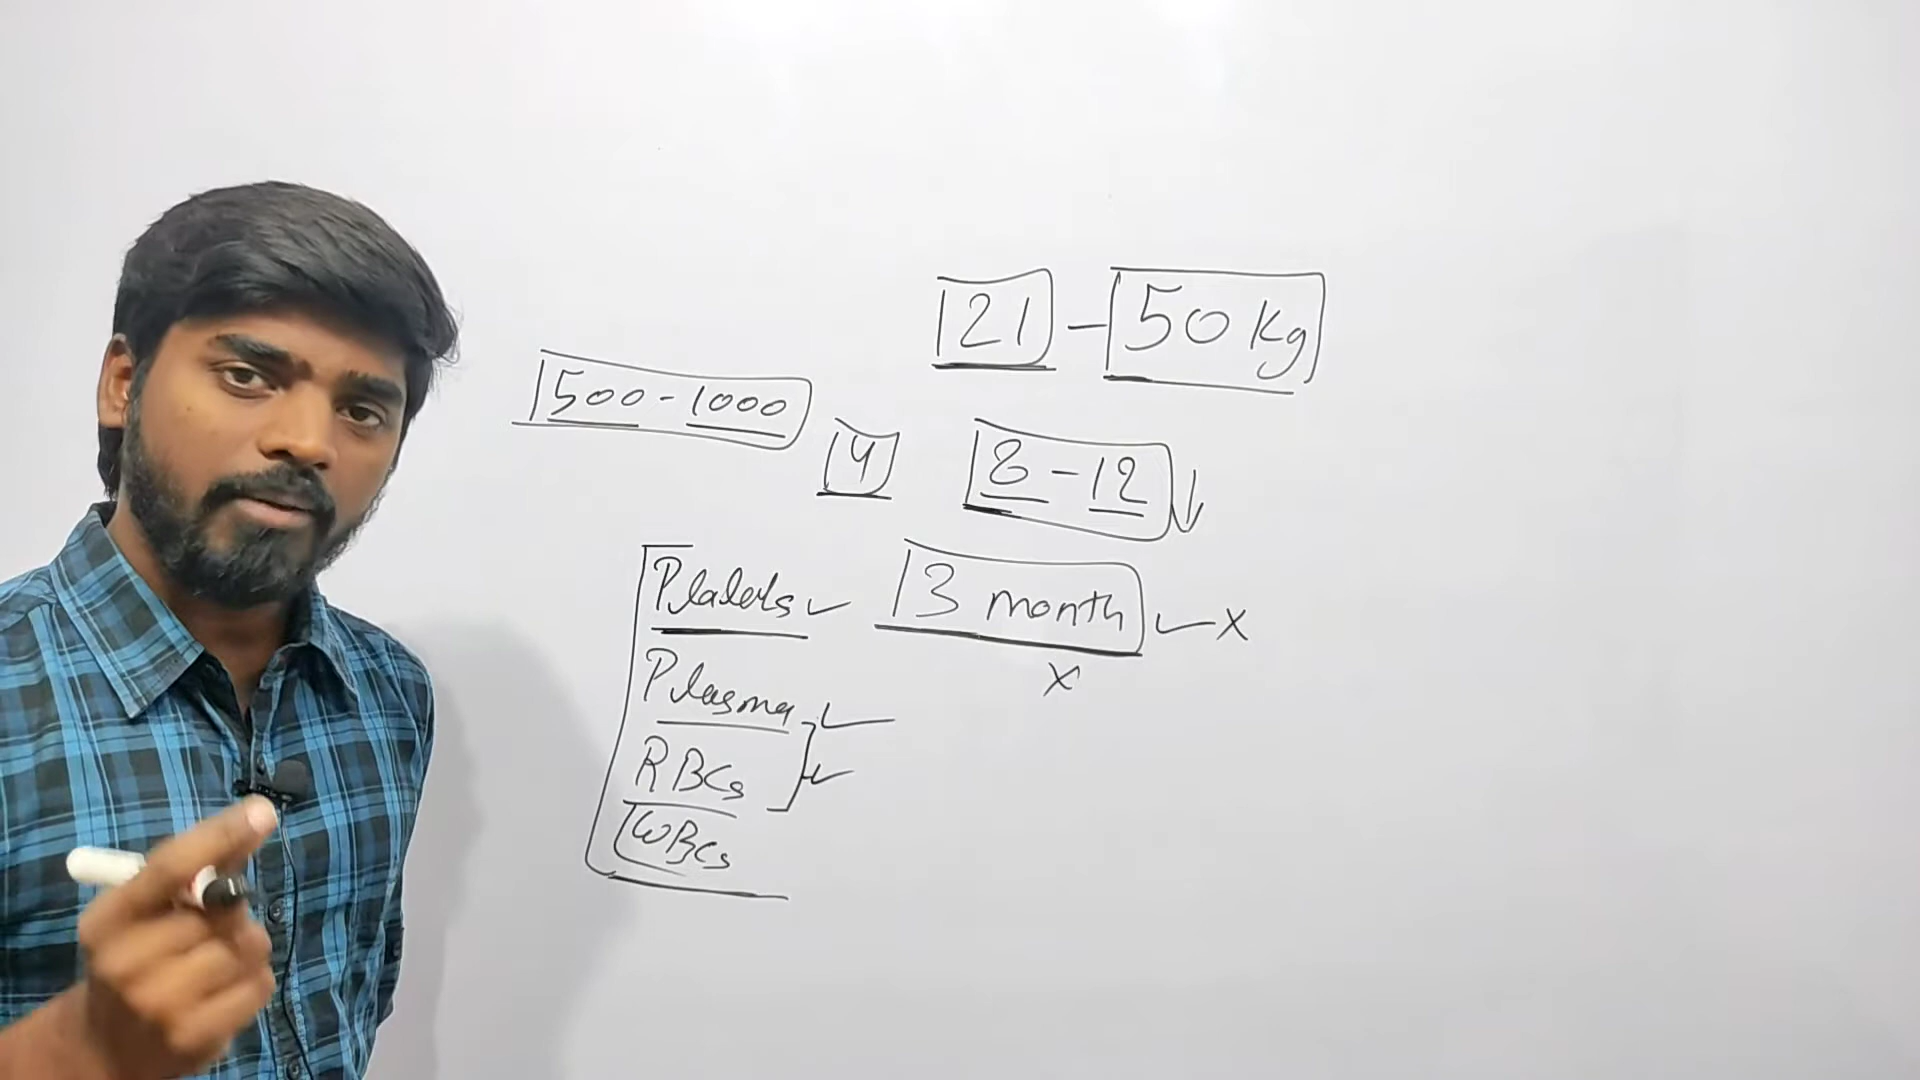 21 - 50 Kg
500 - 1000
4
8 - 12 ↓
Platelets ✓
3 month ✓ x
x
Plasma ✓
RBCs ✓
WBCs